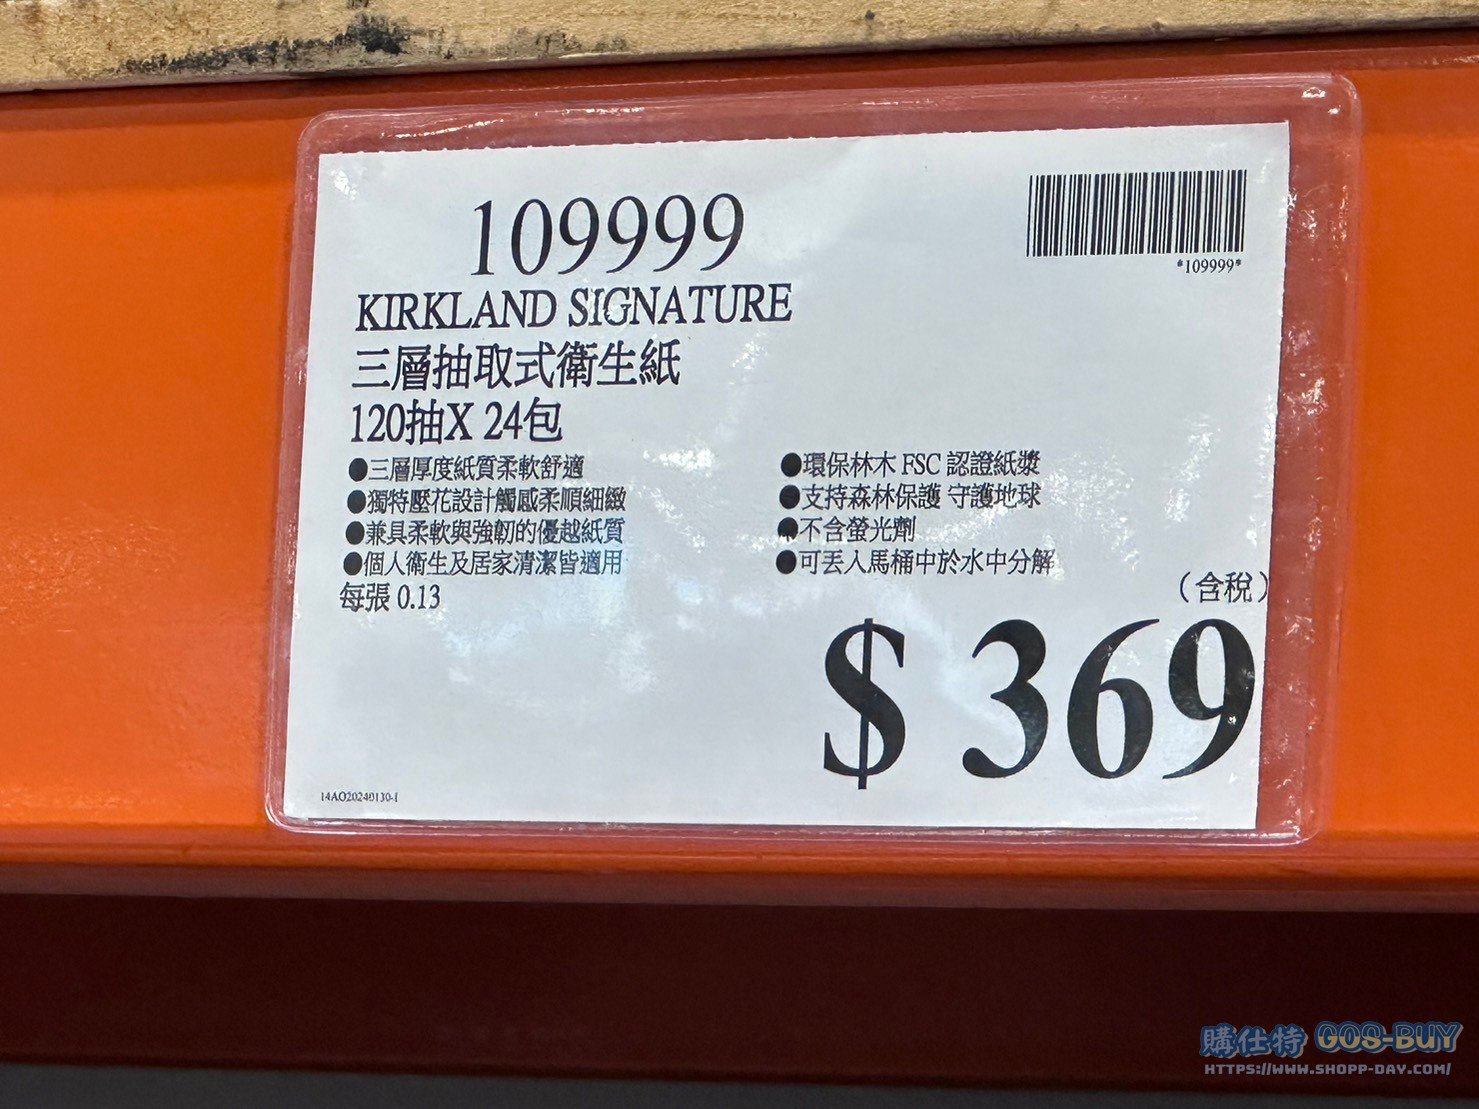 109999
*109999*
KIRKLAND SIGNATURE
三層抽取式衛生紙
120抽X 24包
●三層厚度紙質柔軟舒適
●獨特壓花設計觸感柔順細緻
●兼具柔軟與強韌的優越紙質
●個人衛生及居家清潔皆適用
每張 0.13
●環保林木 FSC 認證紙漿
●支持森林保護 守護地球
●不含螢光劑
●可丟入馬桶中於水中分解
（含稅）
$ 369
14AO20240130-1
購仕特 GOS-BUY
HTTPS://WWW.SHOPP-DAY.COM/